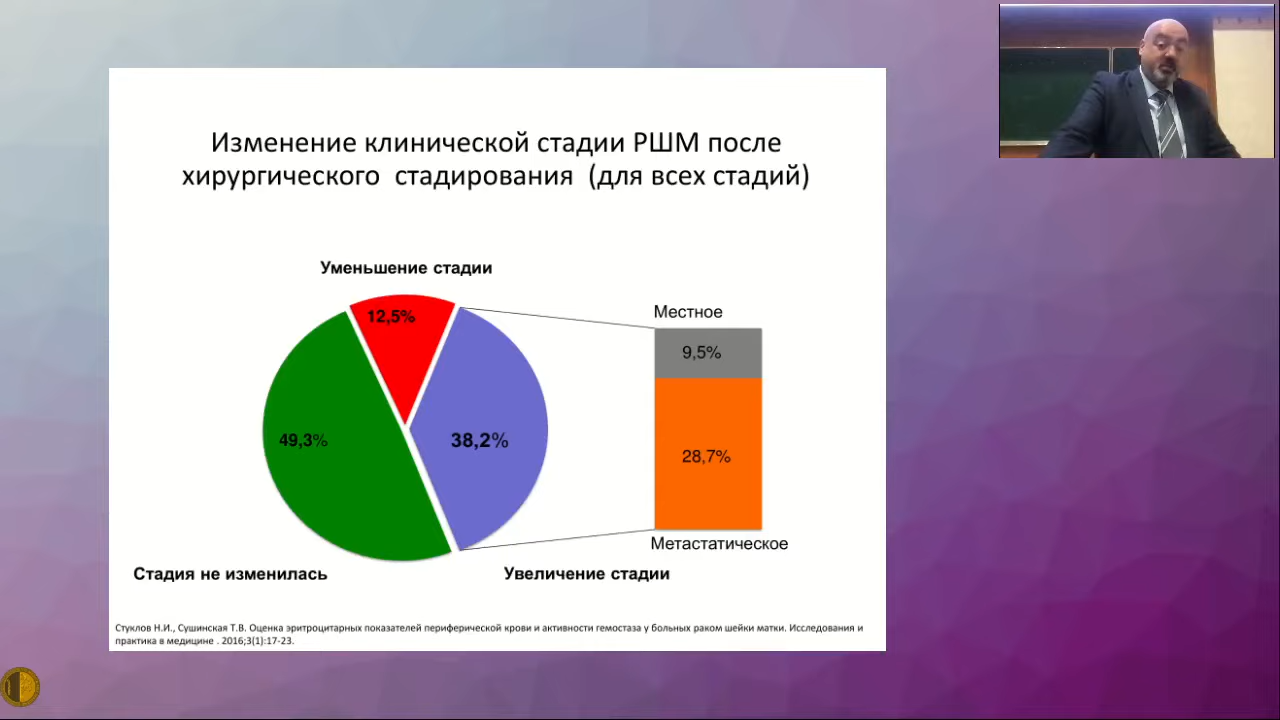 Изменение клинической стадии РШМ после
хирургического стадирования (для всех стадий)
Уменьшение стадии
12,5%
49,3%
38,2%
Местное
9,5%
28,7%
Метастатическое
Стадия не изменилась
Увеличение стадии
Стуклов Н.И., Сушинская Т.В. Оценка эритроцитарных показателей периферической крови и активности гемостаза у больных раком шейки матки. Исследования и
практика в медицине . 2016;3(1):17-23.